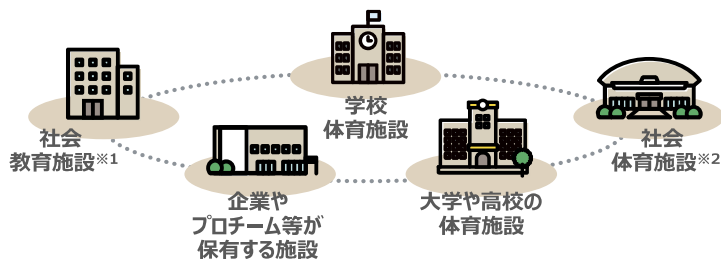 学校
体育施設
社会
教育施設※1
社会
体育施設※2
企業や
プロチーム等が
保有する施設
大学や高校の
体育施設